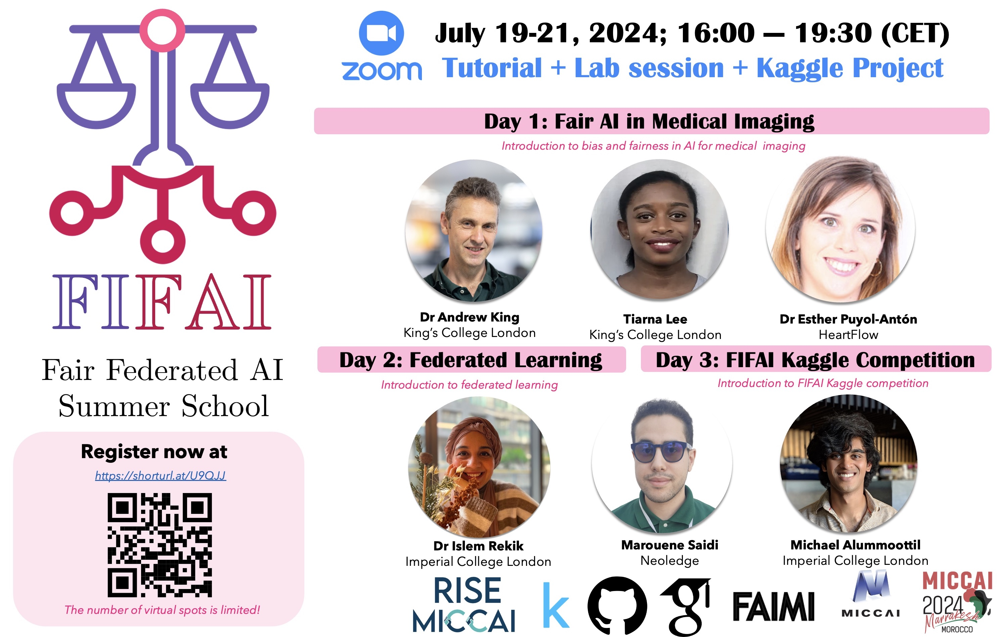 FIFAI
Fair Federated AI
Summer School
Register now at
https://shorturl.at/U9QJJ
The number of virtual spots is limited!
zoom
July 19-21, 2024; 16:00 — 19:30 (CET)
Tutorial + Lab session + Kaggle Project
Day 1: Fair AI in Medical Imaging
Introduction to bias and fairness in AI for medical  imaging
Dr Andrew King
King’s College London
Tiarna Lee
King’s College London
Dr Esther Puyol-Antón
HeartFlow
Day 2: Federated Learning
Introduction to federated learning
Dr Islem Rekik
Imperial College London
Day 3: FIFAI Kaggle Competition
Introduction to FIFAI Kaggle competition
Marouene Saidi
Neoledge
Michael Alummoottil
Imperial College London
RISE
MICCAI
k
g
FAIMI
MICCAI
MICCAI
2024
Marrakesh
MOROCCO